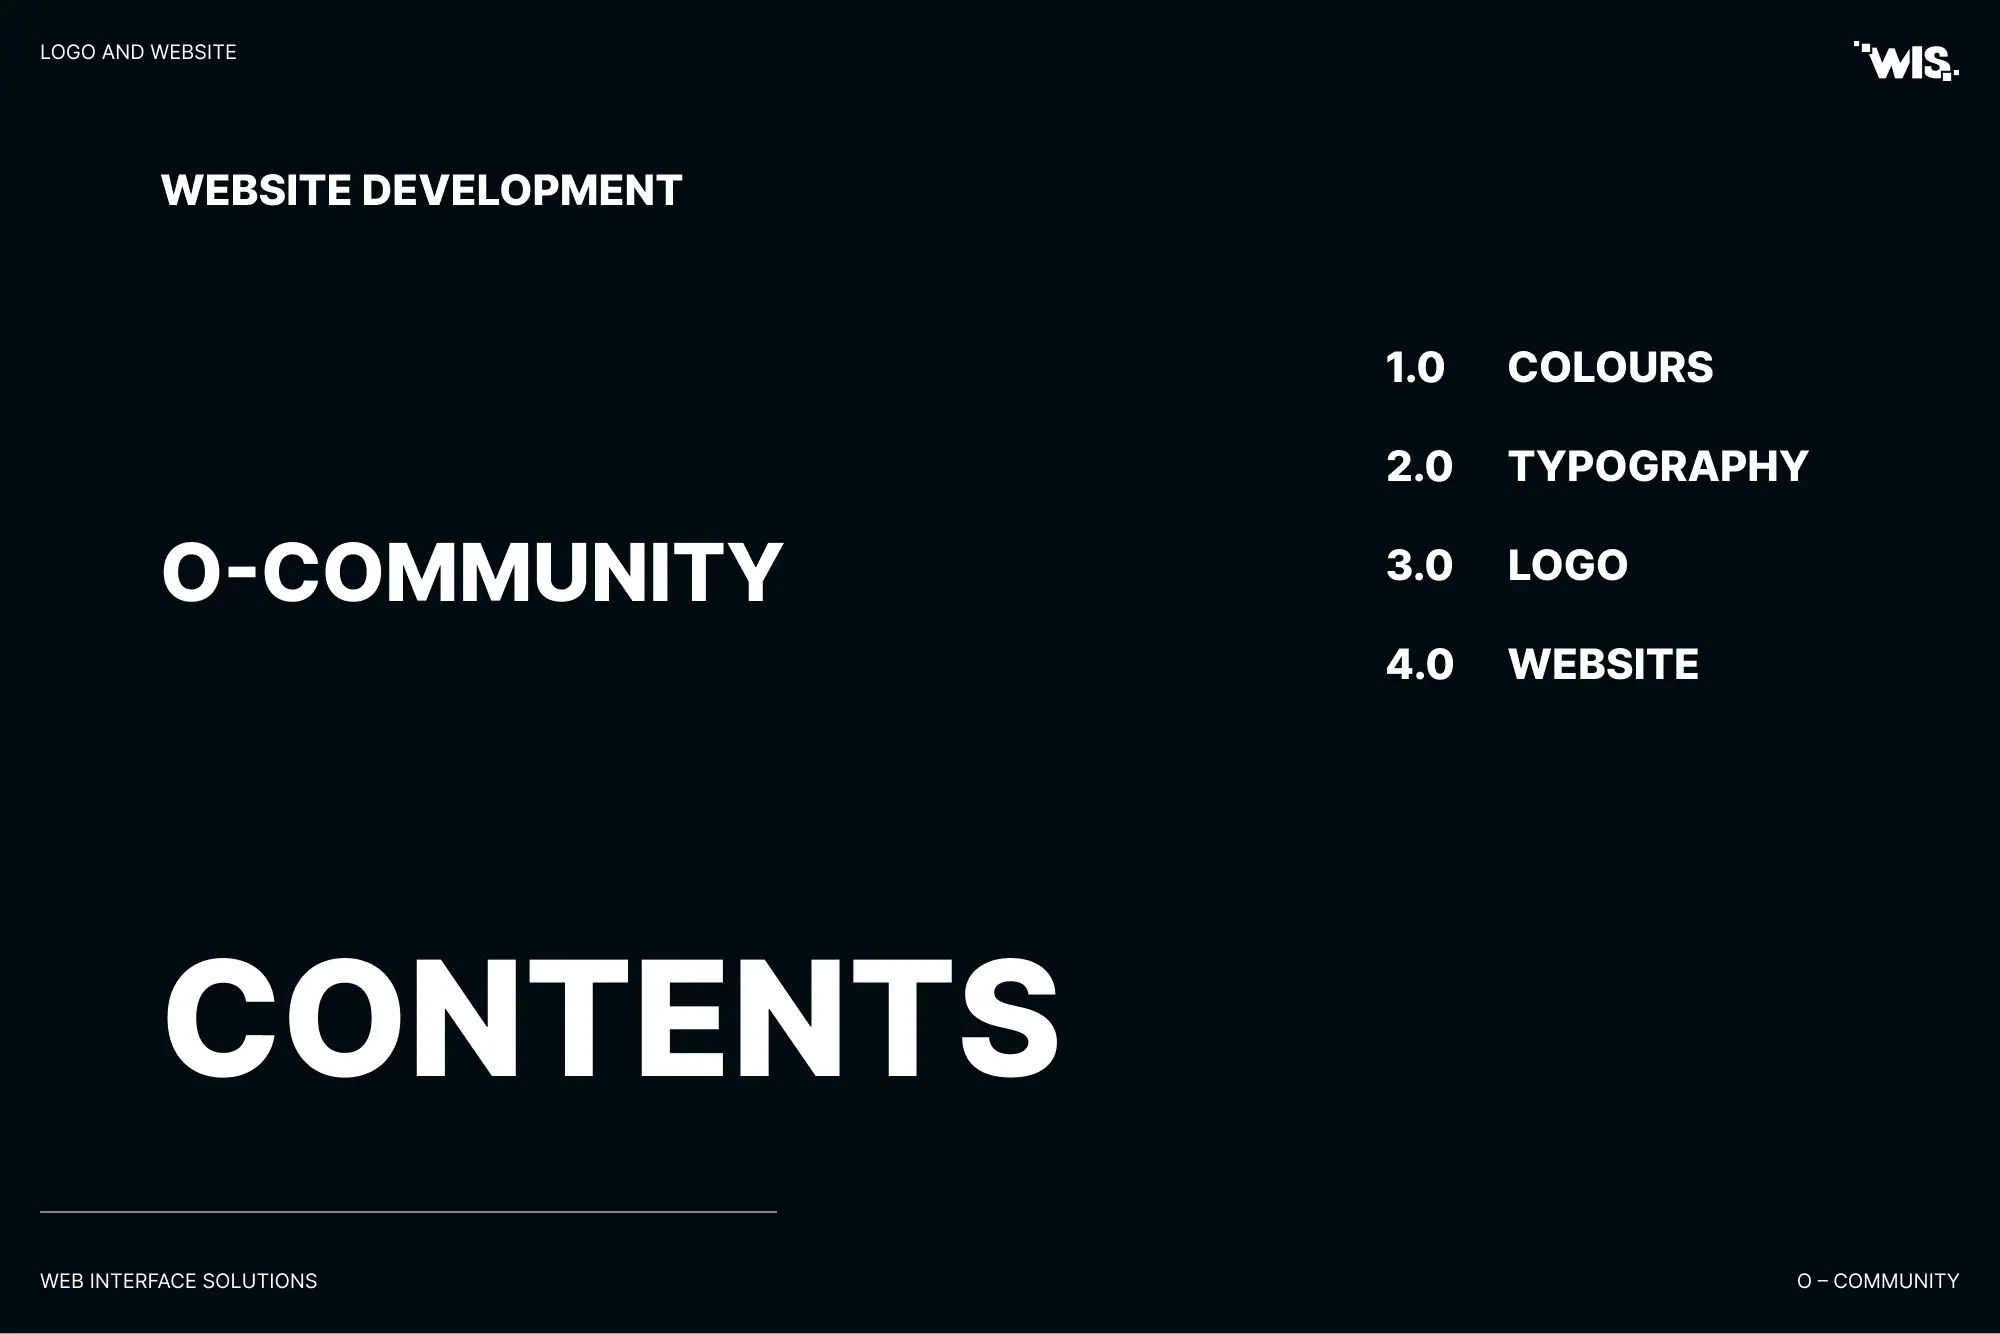 LOGO AND WEBSITE
WIS.
WEBSITE DEVELOPMENT
1.0 COLOURS
2.0 TYPOGRAPHY
O-COMMUNITY
3.0 LOGO
4.0 WEBSITE
CONTENTS
WEB INTERFACE SOLUTIONS
O – COMMUNITY